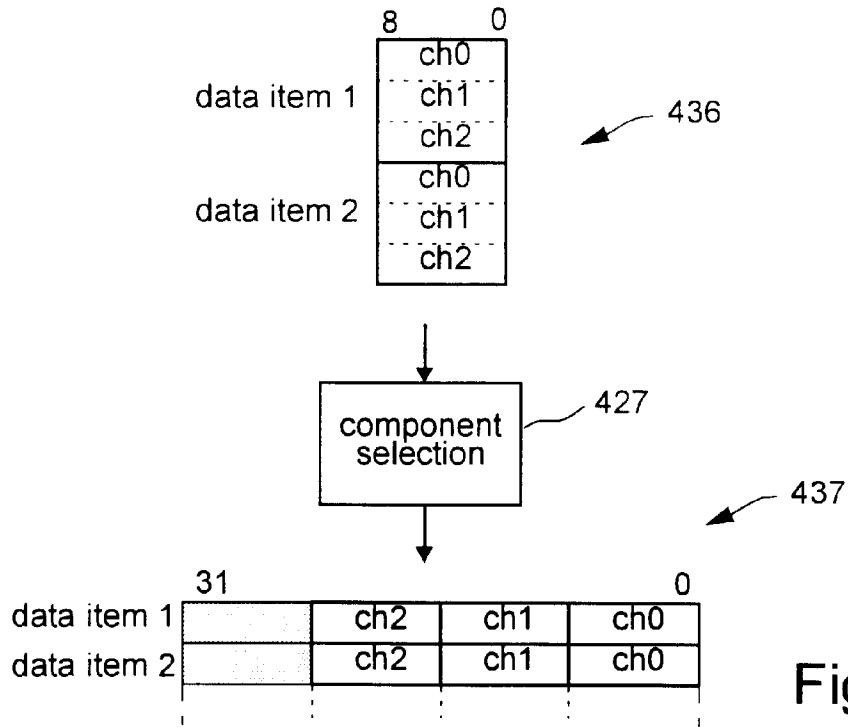 8 0
data item 1
ch0
ch1
ch2
436
data item 2
ch0
ch1
ch2
component
selection
427
437
31 0
data item 1 ch2 ch1 ch0
data item 2 ch2 ch1 ch0
Fig